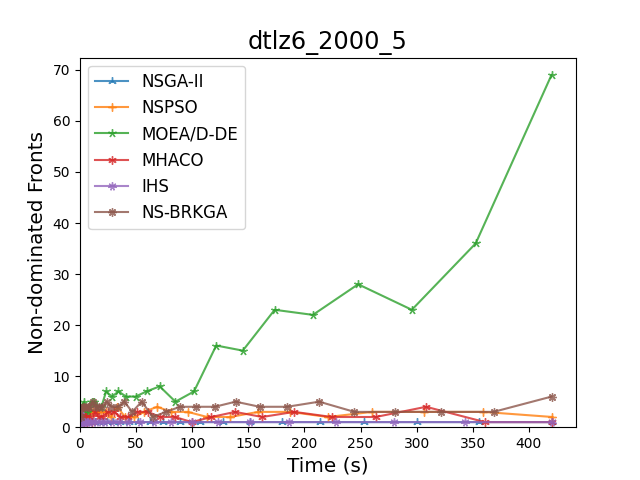 dtlz6_2000_5
Non-dominated Fronts
70
60
50
40
30
20
10
0
NSGA-II
NSPSO
MOEA/D-DE
MHACO
IHS
NS-BRKGA
0 50 100 150 200 250 300 350 400
Time (s)